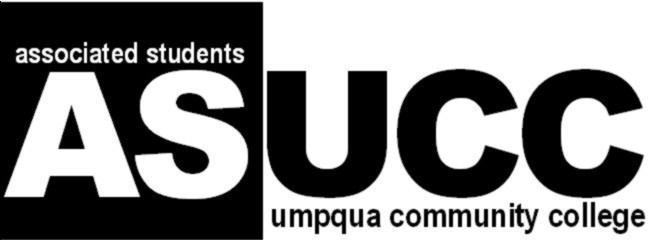 associated students
ASUCC
umpqua community college